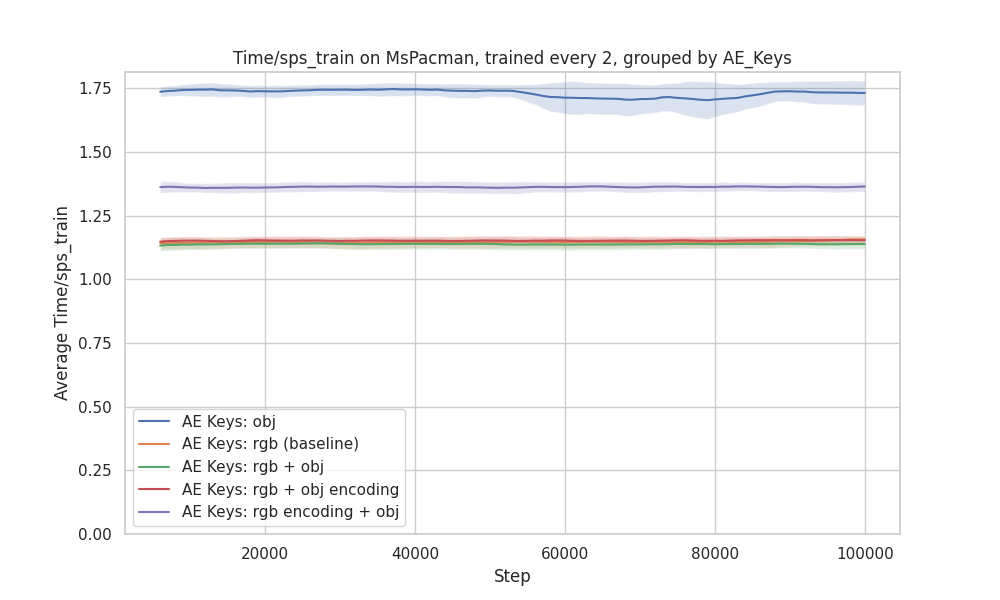 Time/sps_train on MsPacman, trained every 2, grouped by AE_Keys
Average Time/sps_train
1.75
1.50
1.25
1.00
0.75
0.50
0.25
0.00
AE Keys: obj
AE Keys: rgb (baseline)
AE Keys: rgb + obj
AE Keys: rgb + obj encoding
AE Keys: rgb encoding + obj
20000 40000 60000 80000 100000
Step